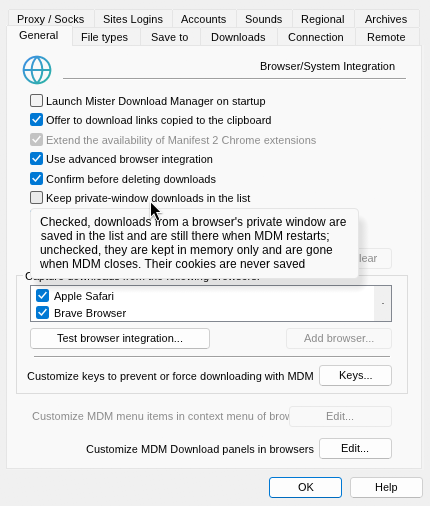 Proxy / Socks Sites Logins Accounts Sounds Regional Archives
General File types Save to Downloads Connection Remote
Browser/System Integration
Launch Mister Download Manager on startup
Offer to download links copied to the clipboard
Extend the availability of Manifest 2 Chrome extensions
Use advanced browser integration
Confirm before deleting downloads
Keep private-window downloads in the list
Checked, downloads from a browser's private window are
saved in the list and are still there when MDM restarts;
unchecked, they are kept in memory only and are gone
when MDM closes. Their cookies are never saved
lear
Capture downloads from the following browsers:
Apple Safari
Brave Browser
Test browser integration... Add browser...
Customize keys to prevent or force downloading with MDM Keys...
Customize MDM menu items in context menu of brow Edit...
Customize MDM Download panels in browsers Edit...
OK Help